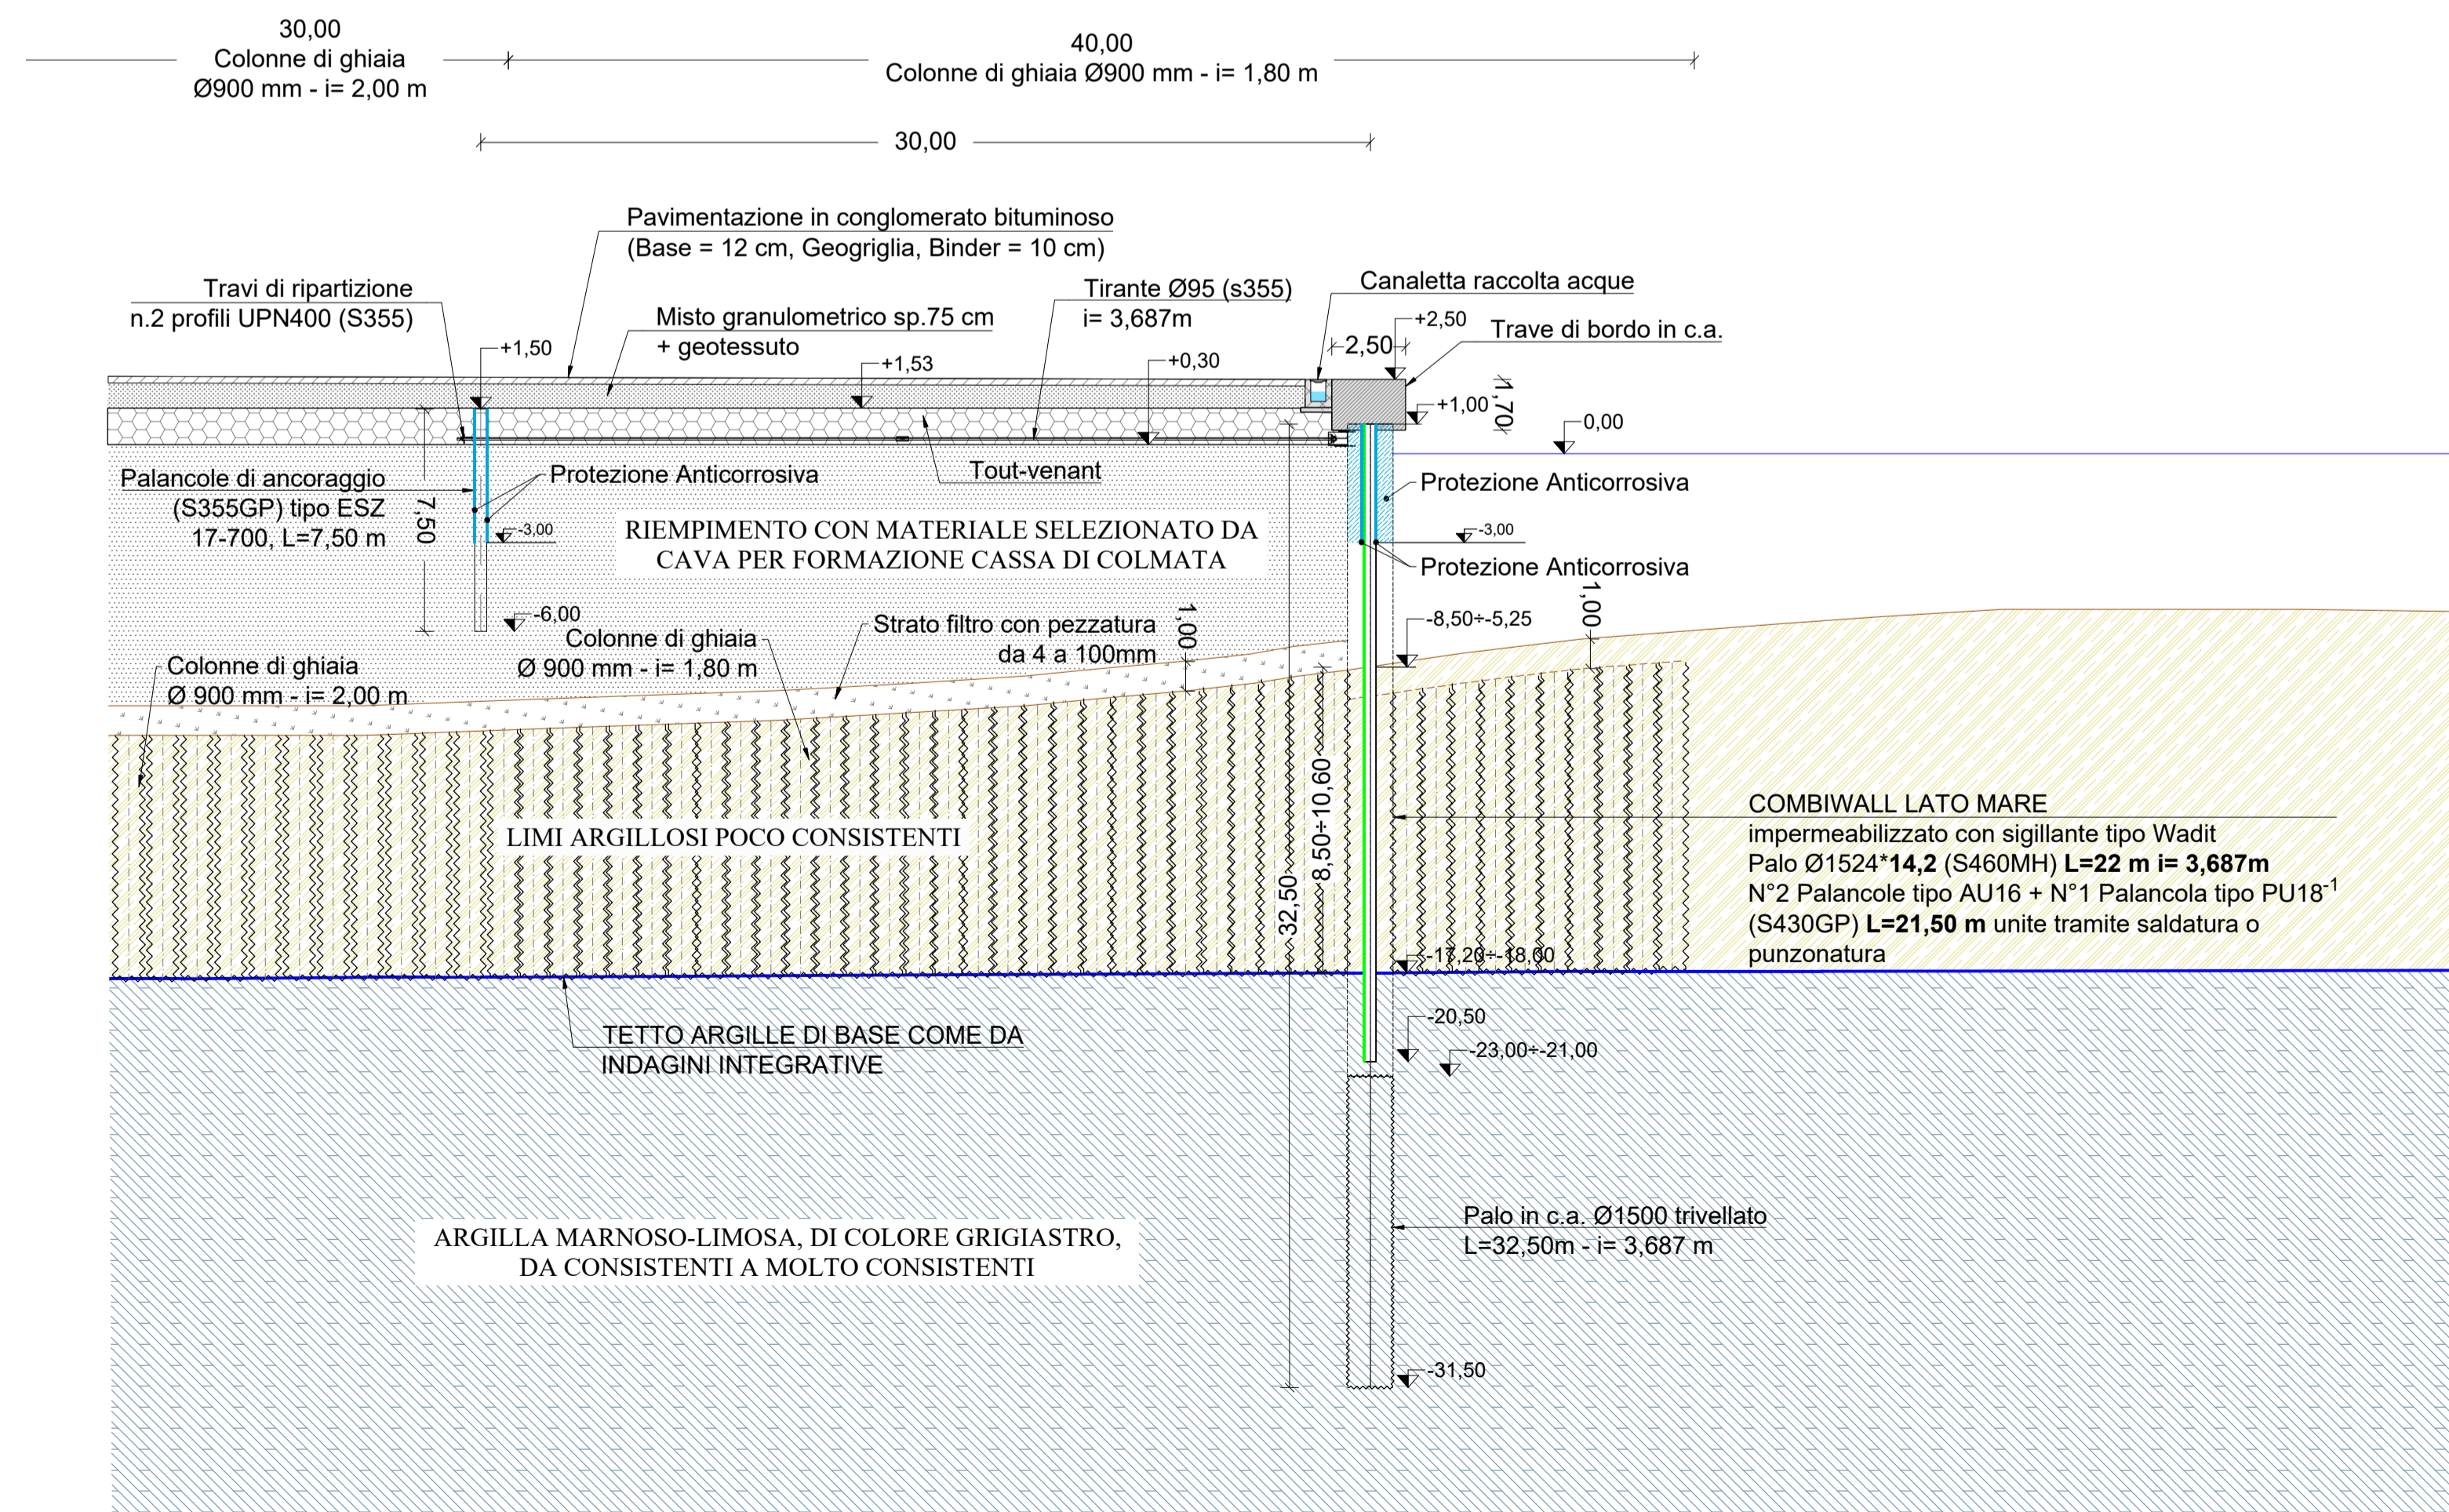 30,00
Colonne di ghiaia
Ø900 mm - i= 2,00 m
40,00
Colonne di ghiaia Ø900 mm - i= 1,80 m
30,00
Pavimentazione in conglomerato bituminoso
(Base = 12 cm, Geogriglia, Binder = 10 cm)
Travi di ripartizione
n.2 profili UPN400 (S355)
Misto granulometrico sp.75 cm
+ geotessuto
Tirante Ø95 (s355)
i= 3,687m
Canaletta raccolta acque
+2,50
Trave di bordo in c.a.
2,50
+1,50
+1,53
+0,30
+1,00
1,70
0,00
Palancole di ancoraggio
(S355GP) tipo ESZ
17-700, L=7,50 m
7,50
Protezione Anticorrosiva
-3,00
Tout-venant
Protezione Anticorrosiva
-3,00
Protezione Anticorrosiva
RIEMPIMENTO CON MATERIALE SELEZIONATO DA
CAVA PER FORMAZIONE CASSA DI COLMATA
-6,00
Colonne di ghiaia
Ø 900 mm - i= 1,80 m
Strato filtro con pezzatura
da 4 a 100mm
1,00
-8,50÷-5,25
1,00
Colonne di ghiaia
Ø 900 mm - i= 2,00 m
LIMI ARGILLOSI POCO CONSISTENTI
8,50÷10,60
32,50
COMBIWALL LATO MARE
impermeabilizzato con sigillante tipo Wadit
Palo Ø1524*14,2 (S460MH) L=22 m i= 3,687m
N°2 Palancole tipo AU16 + N°1 Palancola tipo PU18-1
(S430GP) L=21,50 m unite tramite saldatura o
punzonatura
-17,20÷-18,00
TETTO ARGILLE DI BASE COME DA
INDAGINI INTEGRATIVE
-20,50
-23,00÷-21,00
ARGILLA MARNOSO-LIMOSA, DI COLORE GRIGIASTRO,
DA CONSISTENTI A MOLTO CONSISTENTI
Palo in c.a. Ø1500 trivellato
L=32,50m - i= 3,687 m
-31,50